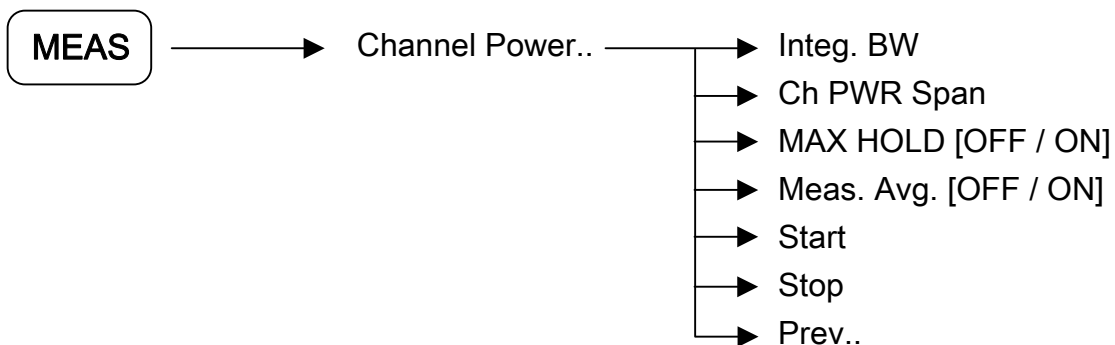 MEAS
Channel Power..
Integ. BW
Ch PWR Span
MAX HOLD [OFF / ON]
Meas. Avg. [OFF / ON]
Start
Stop
Prev..